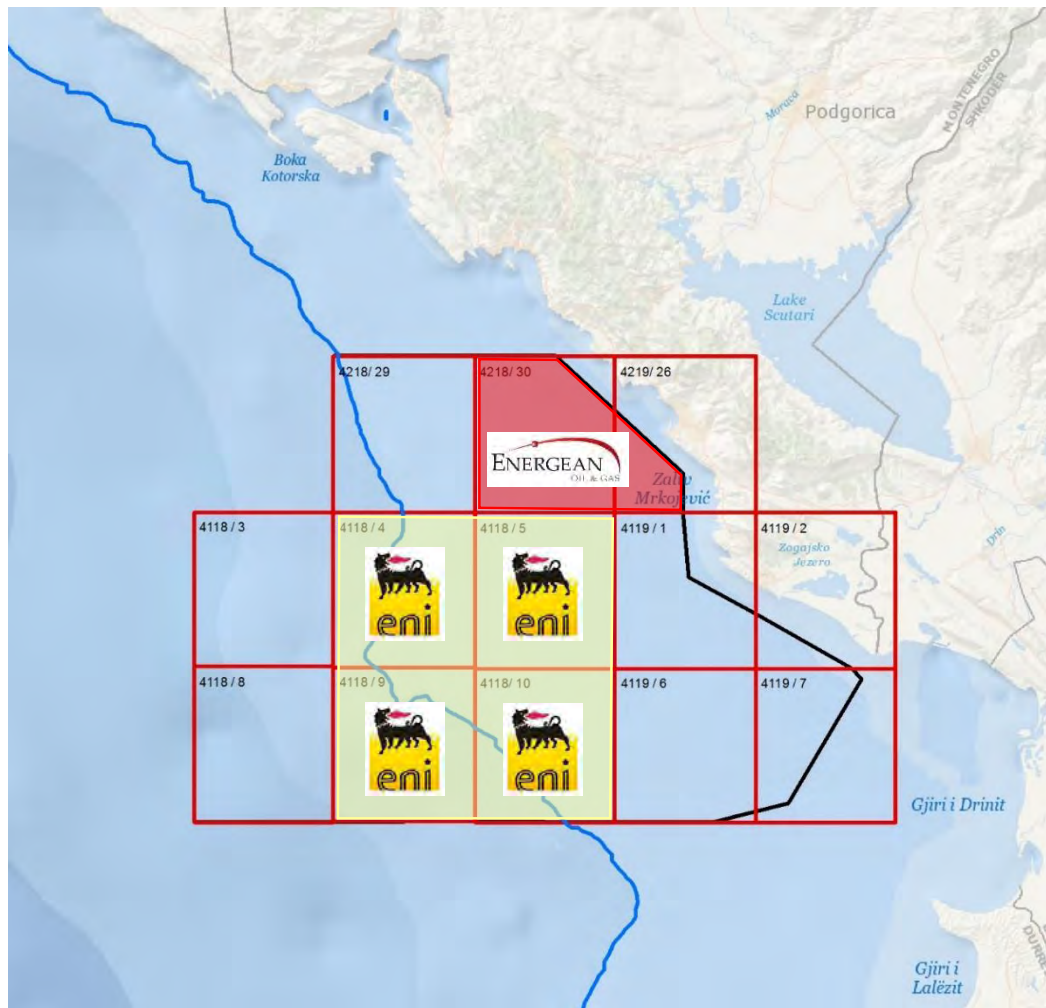 MONTENEGRO
SHKODER
Podgorica
Muraca
Boka
Kotorska
Lake
Scutari
4218/ 29
4218/ 30
4219/ 26
ENERGEAN
OIL & GAS
Zaliv
Mrkojević
4118 / 3
4118 / 4
4118 / 5
4119 / 1
4119 / 2
Zogajsko
Jezero
Drin
eni
eni
4118 / 8
4118 / 9
4118/ 10
4119 / 6
4119 / 7
eni
eni
Gjiri i Drinit
Gjiri i
Lalëzit